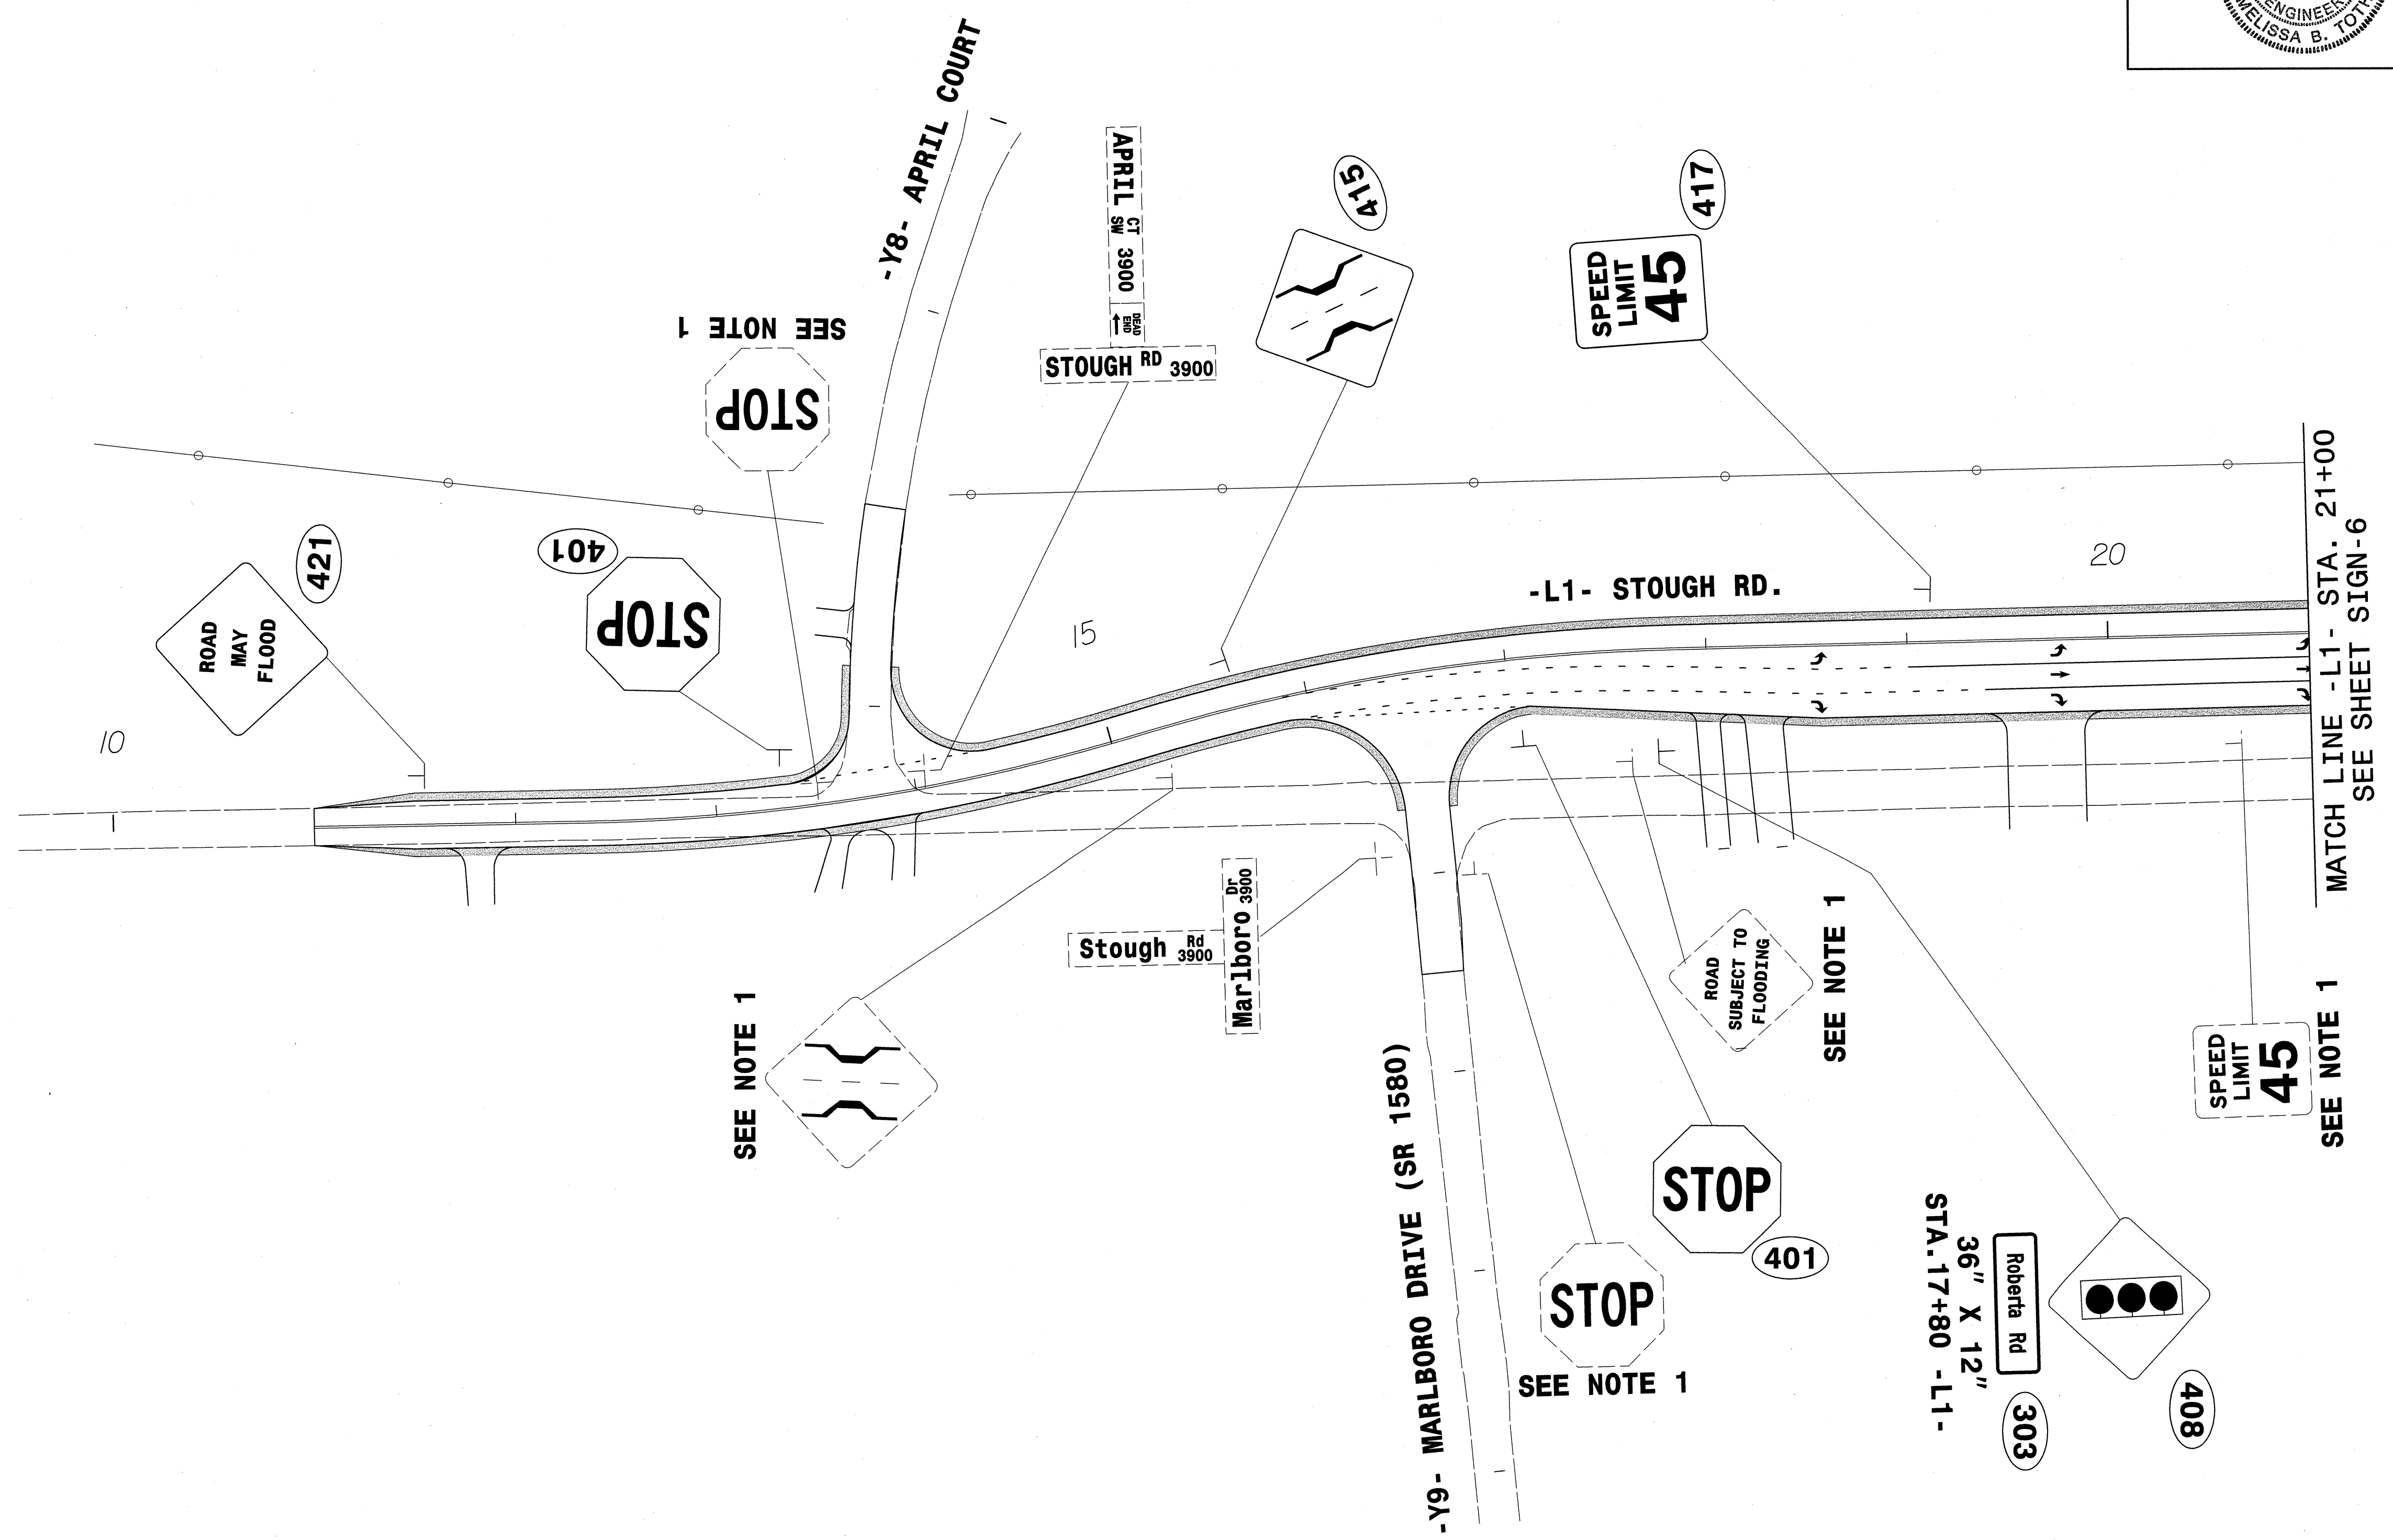 ENGINEER
MELISSA B. TOTH
-Y8- APRIL COURT
APRIL CT SW 3900
DEAD END
STOUGH RD 3900
415
417
SPEED
LIMIT
45
SEE NOTE 1
STOP
421
ROAD
MAY
FLOOD
401
STOP
10
15
20
-L1- STOUGH RD.
MATCH LINE -L1- STA. 21+00
SEE SHEET SIGN-6
SEE NOTE 1
Stough Rd 3900
Marlboro Dr 3900
ROAD
SUBJECT TO
FLOODING
SEE NOTE 1
SPEED
LIMIT
45
SEE NOTE 1
-Y9- MARLBORO DRIVE (SR 1580)
STOP
401
STOP
SEE NOTE 1
STA.17+80 -L1-
36" X 12"
Roberta Rd
303
408